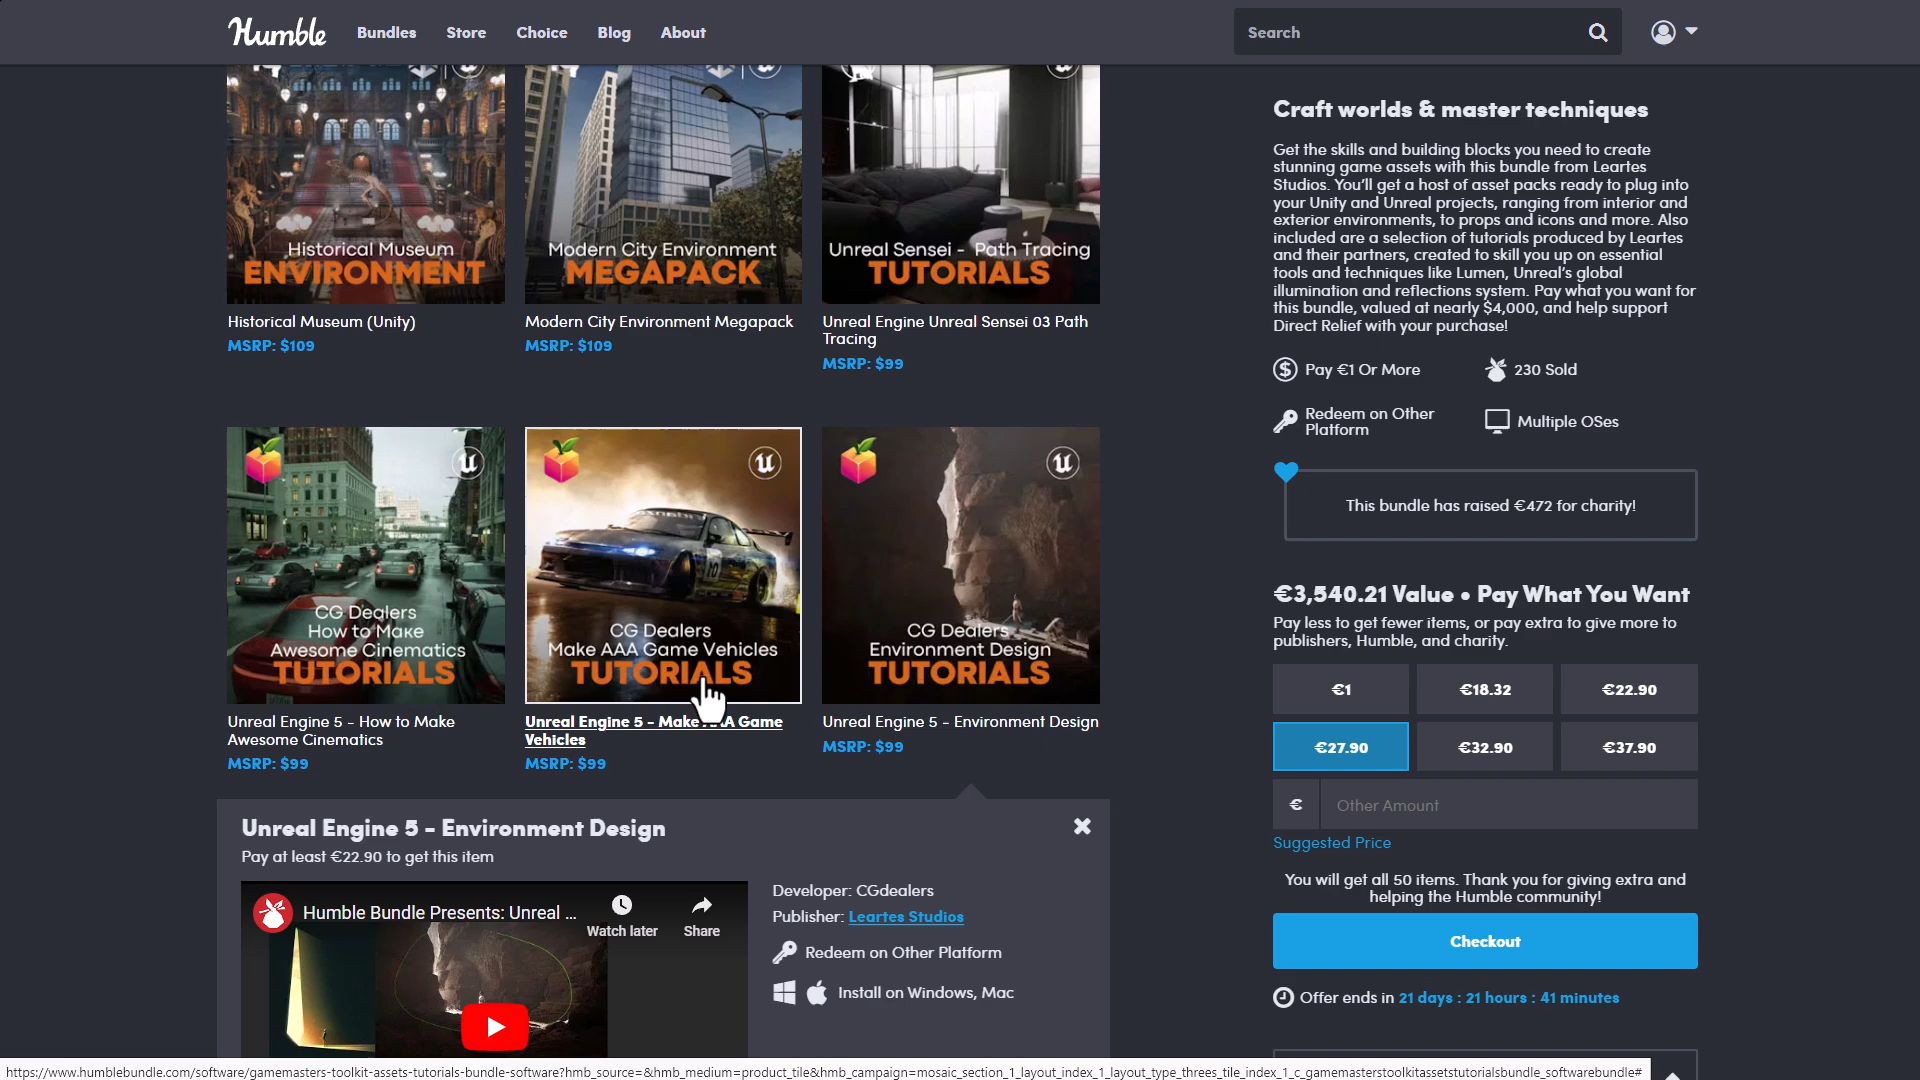 Humble
Bundles
Store
Choice
Blog
About
Search
Historical Museum
ENVIRONMENT
Historical Museum (Unity)
MSRP: $109
Modern City Environment
MEGAPACK
Modern City Environment Megapack
MSRP: $109
Unreal Sensei - Path Tracing
TUTORIALS
Unreal Engine Unreal Sensei 03 Path
Tracing
MSRP: $99
CG Dealers
How to Make
Awesome Cinematics
TUTORIALS
Unreal Engine 5 - How to Make
Awesome Cinematics
MSRP: $99
CG Dealers
Make AAA Game Vehicles
TUTORIALS
10
Unreal Engine 5 - Make AAA Game
Vehicles
MSRP: $99
CG Dealers
Environment Design
TUTORIALS
Unreal Engine 5 - Environment Design
MSRP: $99
Unreal Engine 5 - Environment Design
Pay at least €22.90 to get this item
Humble Bundle Presents: Unreal ...
Watch later
Share
Developer: CGdealers
Publisher: Leartes Studios
Redeem on Other Platform
Install on Windows, Mac
Craft worlds & master techniques
Get the skills and building blocks you need to create
stunning game assets with this bundle from Leartes
Studios. You'll get a host of asset packs ready to plug into
your Unity and Unreal projects, ranging from interior and
exterior environments, to props and icons and more. Also
included are a selection of tutorials produced by Leartes
and their partners, created to skill you up on essential
tools and techniques like Lumen, Unreal's global
illumination and reflections system. Pay what you want for
this bundle, valued at nearly $4,000, and help support
Direct Relief with your purchase!
Pay €1 Or More
230 Sold
Redeem on Other
Platform
Multiple OSes
This bundle has raised €472 for charity!
€3,540.21 Value • Pay What You Want
Pay less to get fewer items, or pay extra to give more to
publishers, Humble, and charity.
€1
€18.32
€22.90
€27.90
€32.90
€37.90
€
Other Amount
Suggested Price
You will get all 50 items. Thank you for giving extra and
helping the Humble community!
Checkout
Offer ends in 21 days : 21 hours : 41 minutes
https://www.humblebundle.com/software/gamemasters-toolkit-assets-tutorials-bundle-software?hmb_source=&hmb_medium=product_tile&hmb_campaign=mosaic_section_1_layout_index_1_layout_type_threes_tile_index_1_c_gamemasterstoolkitassetstutorialsbundle_softwarebundle#